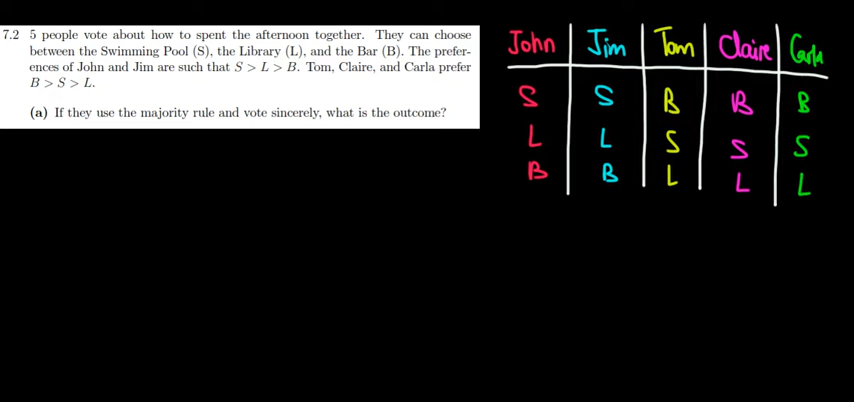 7.2 5 people vote about how to spent the afternoon together. They can choose
between the Swimming Pool (S), the Library (L), and the Bar (B). The prefer-
ences of John and Jim are such that S > L > B. Tom, Claire, and Carla prefer
B > S > L.
(a) If they use the majority rule and vote sincerely, what is the outcome?
John Jim Tom Claire Carla
S S B B B
L L S S S
B B L L L